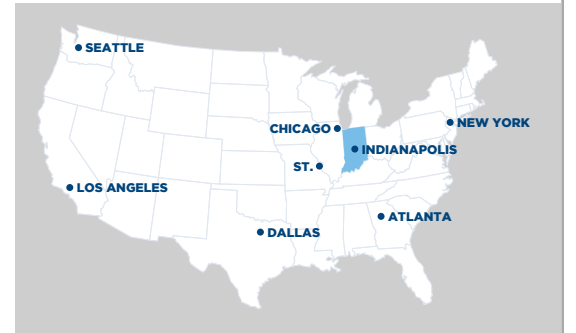 SEATTLE
CHICAGO
NEW YORK
INDIANAPOLIS
ST.
LOS ANGELES
ATLANTA
DALLAS